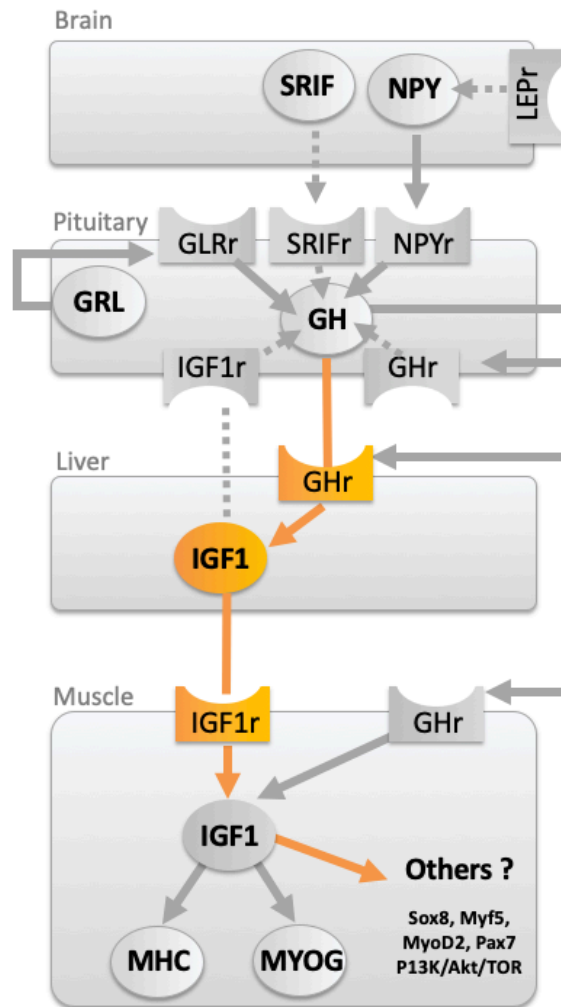 Brain
SRIF
NPY
LEPr
Pituitary
GLRr
SRIFr
NPYr
GRL
GH
IGF1r
GHr
Liver
GHr
IGF1
Muscle
IGF1r
GHr
IGF1
Others ?
Sox8, Myf5,
MyoD2, Pax7
P13K/Akt/TOR
MHC
MYOG